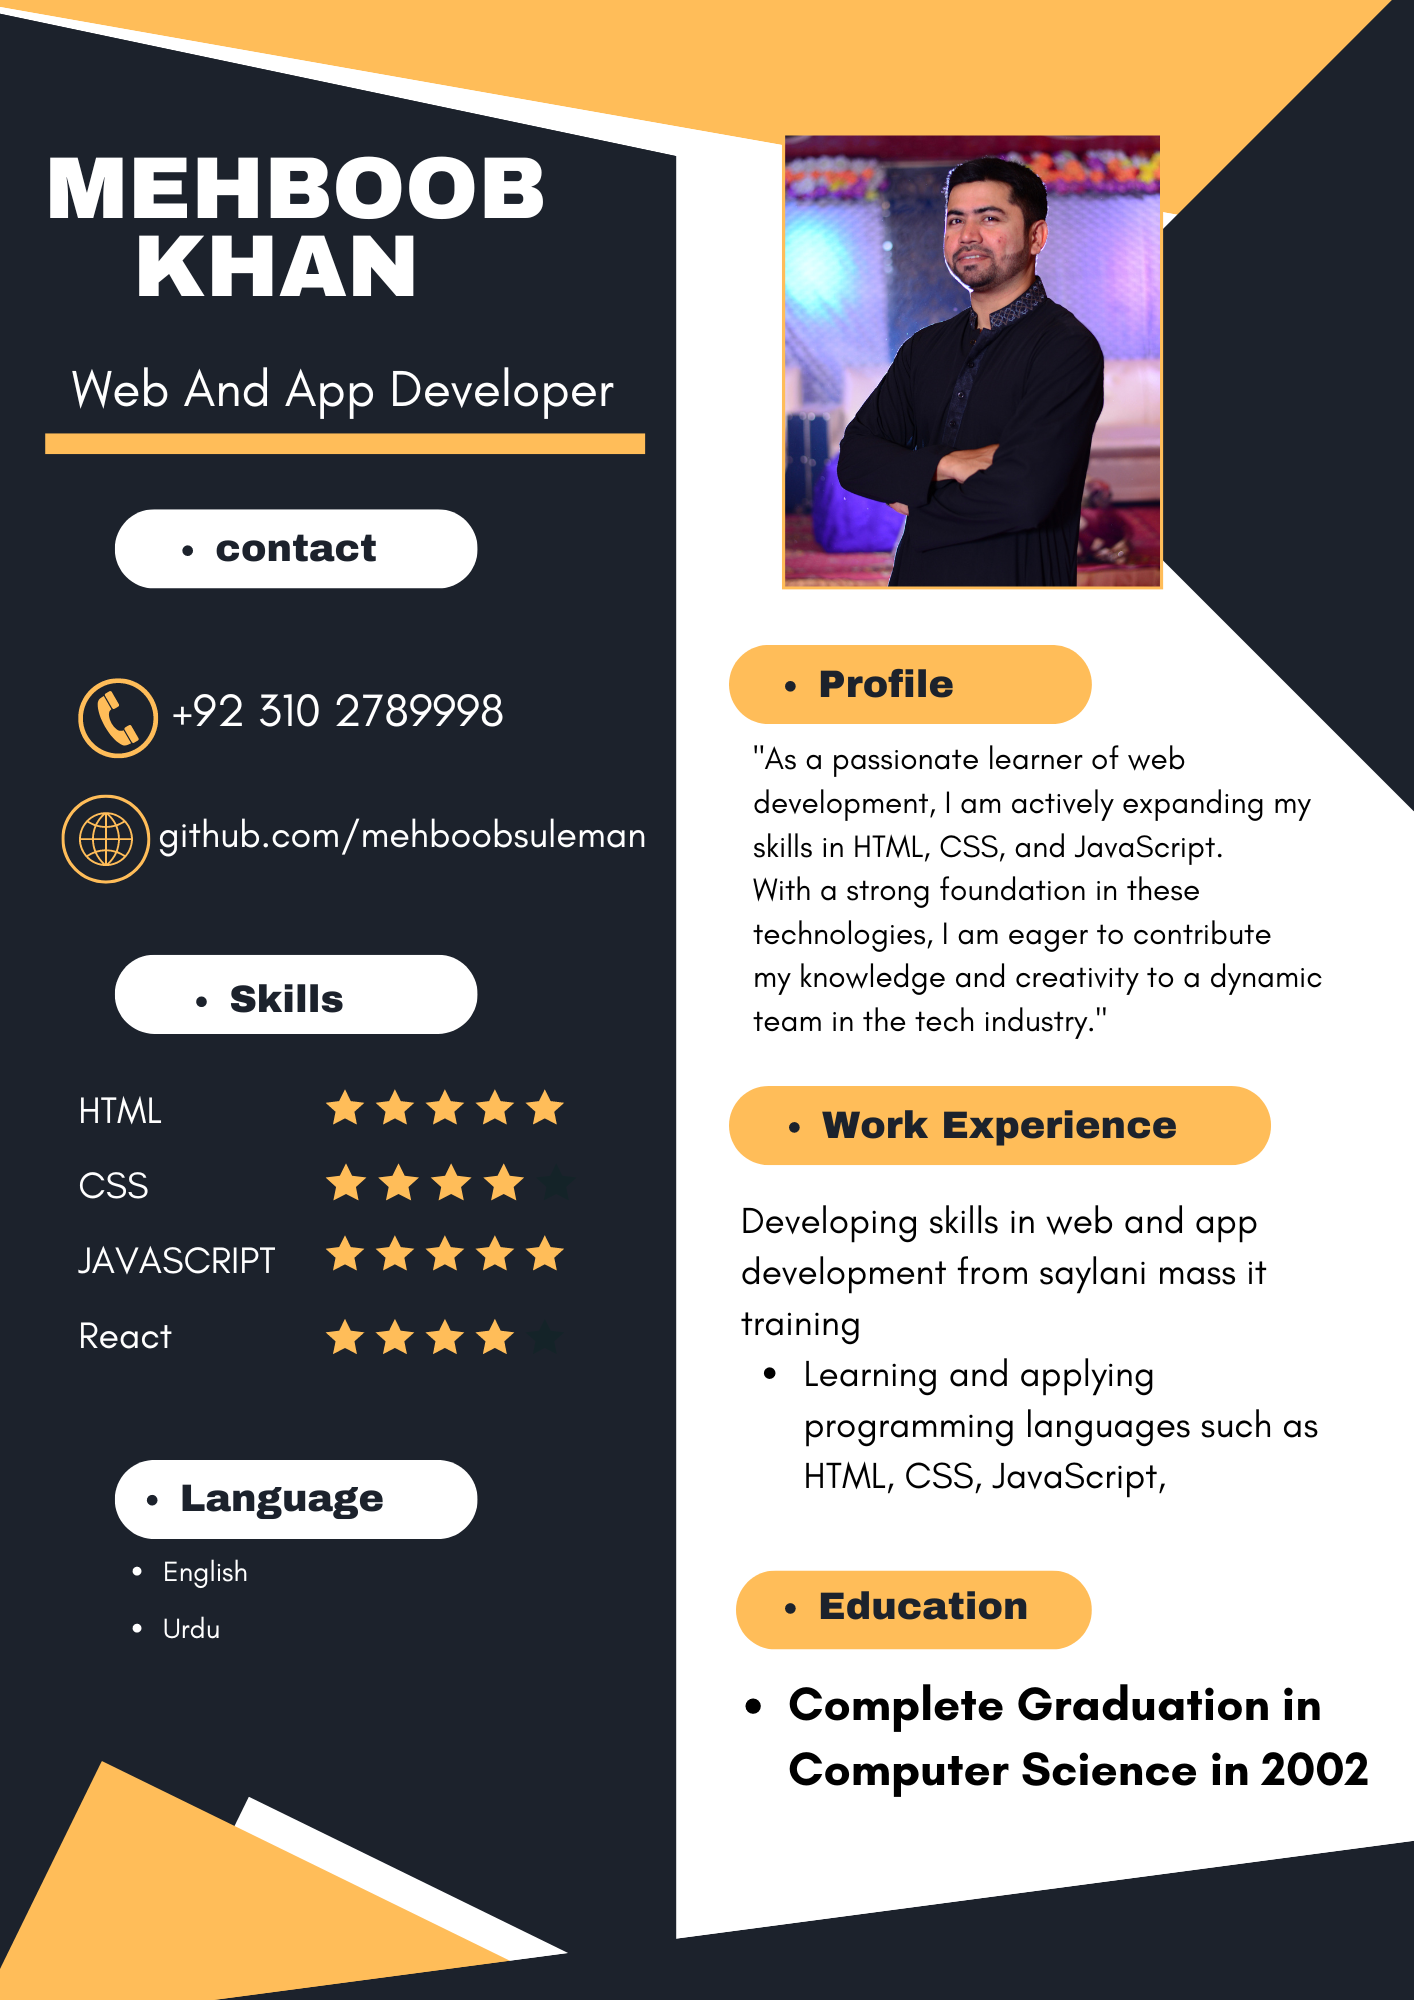 MEHBOOB
KHAN
Web And App Developer
• contact
+92 310 2789998
github.com/mehboobsuleman
• Skills
HTML
CSS
JAVASCRIPT
React
• Language
• English
• Urdu
• Profile
"As a passionate learner of web
development, I am actively expanding my
skills in HTML, CSS, and JavaScript.
With a strong foundation in these
technologies, I am eager to contribute
my knowledge and creativity to a dynamic
team in the tech industry."
• Work Experience
Developing skills in web and app
development from saylani mass it
training
• Learning and applying
programming languages such as
HTML, CSS, JavaScript,
• Education
• Complete Graduation in
Computer Science in 2002